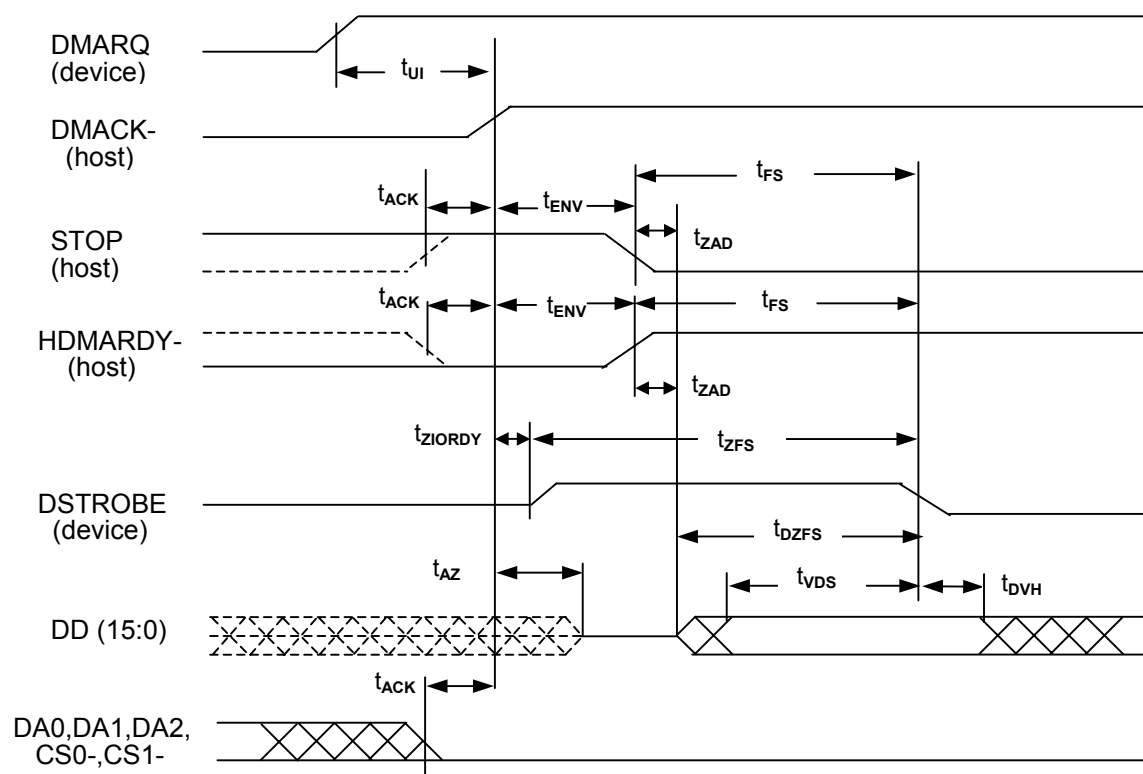 DMARQ
(device)
tUI
DMACK-
(host)
tFS
tACK
tENV
tZAD
STOP
(host)
tACK
tENV
tFS
HDMARDY-
(host)
tZAD
tZIORDY
tZFS
DSTROBE
(device)
tDZFS
tAZ
tVDS
tDVH
DD (15:0)
tACK
DA0,DA1,DA2,
CS0-,CS1-